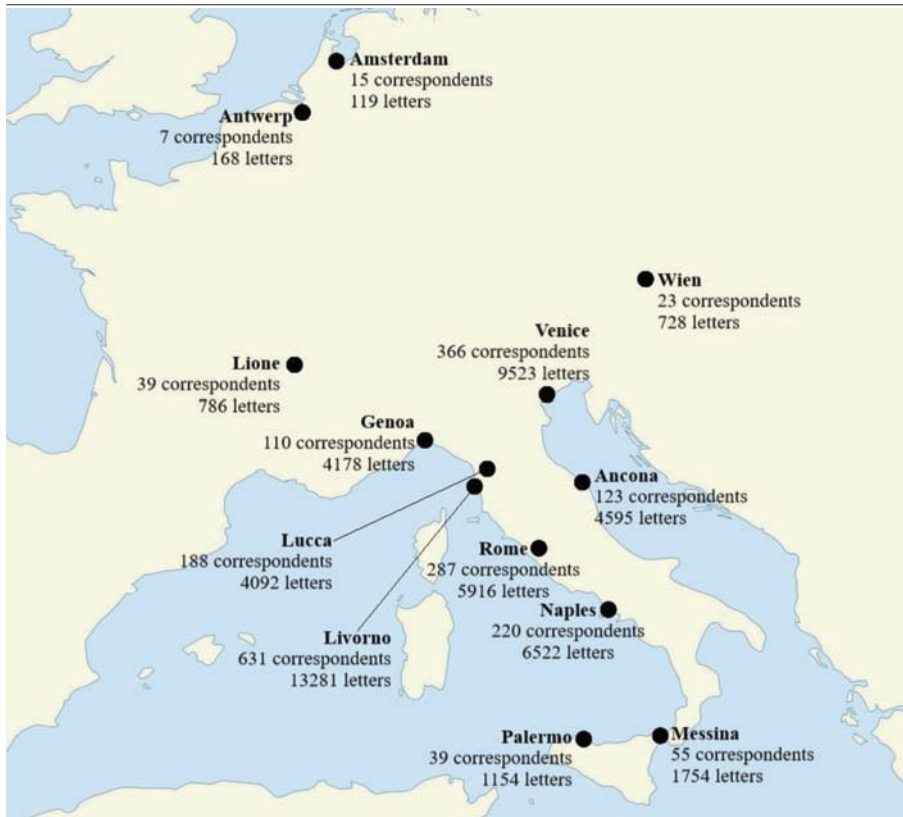 Amsterdam
15 correspondents
119 letters
Antwerp
7 correspondents
168 letters
Wien
23 correspondents
728 letters
Venice
366 correspondents
9523 letters
Lione
39 correspondents
786 letters
Genoa
110 correspondents
4178 letters
Ancona
123 correspondents
4595 letters
Lucca
188 correspondents
4092 letters
Rome
287 correspondents
5916 letters
Naples
220 correspondents
6522 letters
Livorno
631 correspondents
13281 letters
Palermo
39 correspondents
1154 letters
Messina
55 correspondents
1754 letters